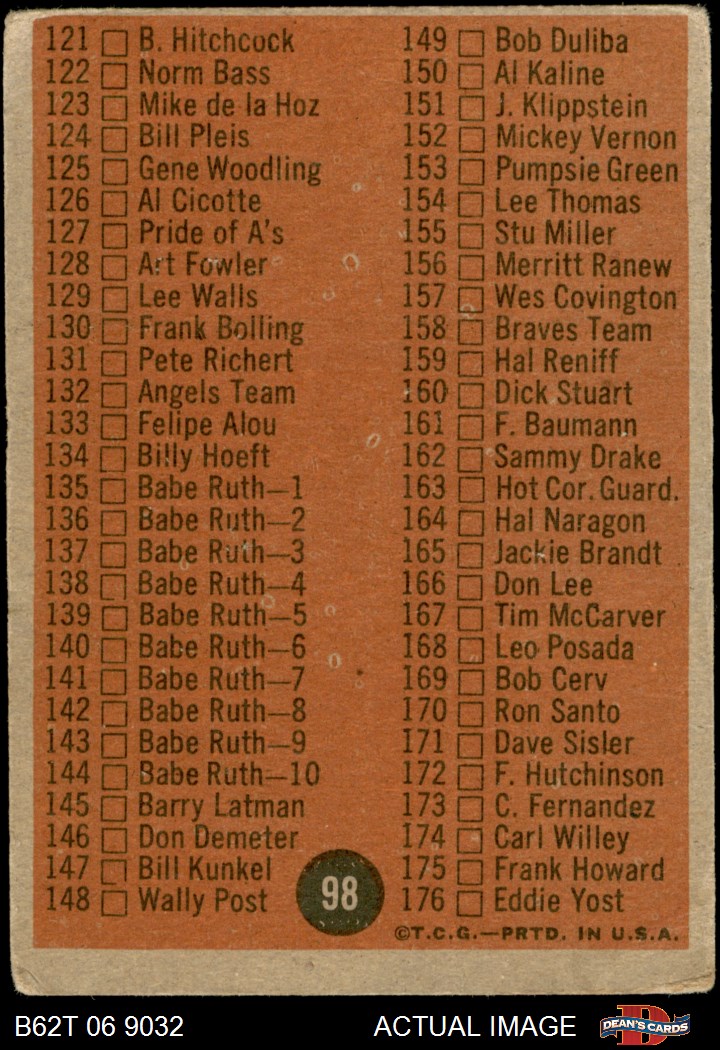 121 B. Hitchcock
122 Norm Bass
123 Mike de la Hoz
124 Bill Pleis
125 Gene Woodling
126 Al Cicotte
127 Pride of A's
128 Art Fowler
129 Lee Walls
130 Frank Bolling
131 Pete Richert
132 Angels Team
133 Felipe Alou
134 Billy Hoeft
135 Babe Ruth—1
136 Babe Ruth—2
137 Babe Ruth—3
138 Babe Ruth—4
139 Babe Ruth—5
140 Babe Ruth—6
141 Babe Ruth—7
142 Babe Ruth—8
143 Babe Ruth—9
144 Babe Ruth—10
145 Barry Latman
146 Don Demeter
147 Bill Kunkel
148 Wally Post
98
149 Bob Duliba
150 Al Kaline
151 J. Klippstein
152 Mickey Vernon
153 Pumpsie Green
154 Lee Thomas
155 Stu Miller
156 Merritt Ranew
157 Wes Covington
158 Braves Team
159 Hal Reniff
160 Dick Stuart
161 F. Baumann
162 Sammy Drake
163 Hot Cor. Guard.
164 Hal Naragon
165 Jackie Brandt
166 Don Lee
167 Tim McCarver
168 Leo Posada
169 Bob Cerv
170 Ron Santo
171 Dave Sisler
172 F. Hutchinson
173 C. Fernandez
174 Carl Willey
175 Frank Howard
176 Eddie Yost
©T.C.G.—PRTD. IN U.S.A.
B62T 06 9032
ACTUAL IMAGE
D
DEAN'S CARDS